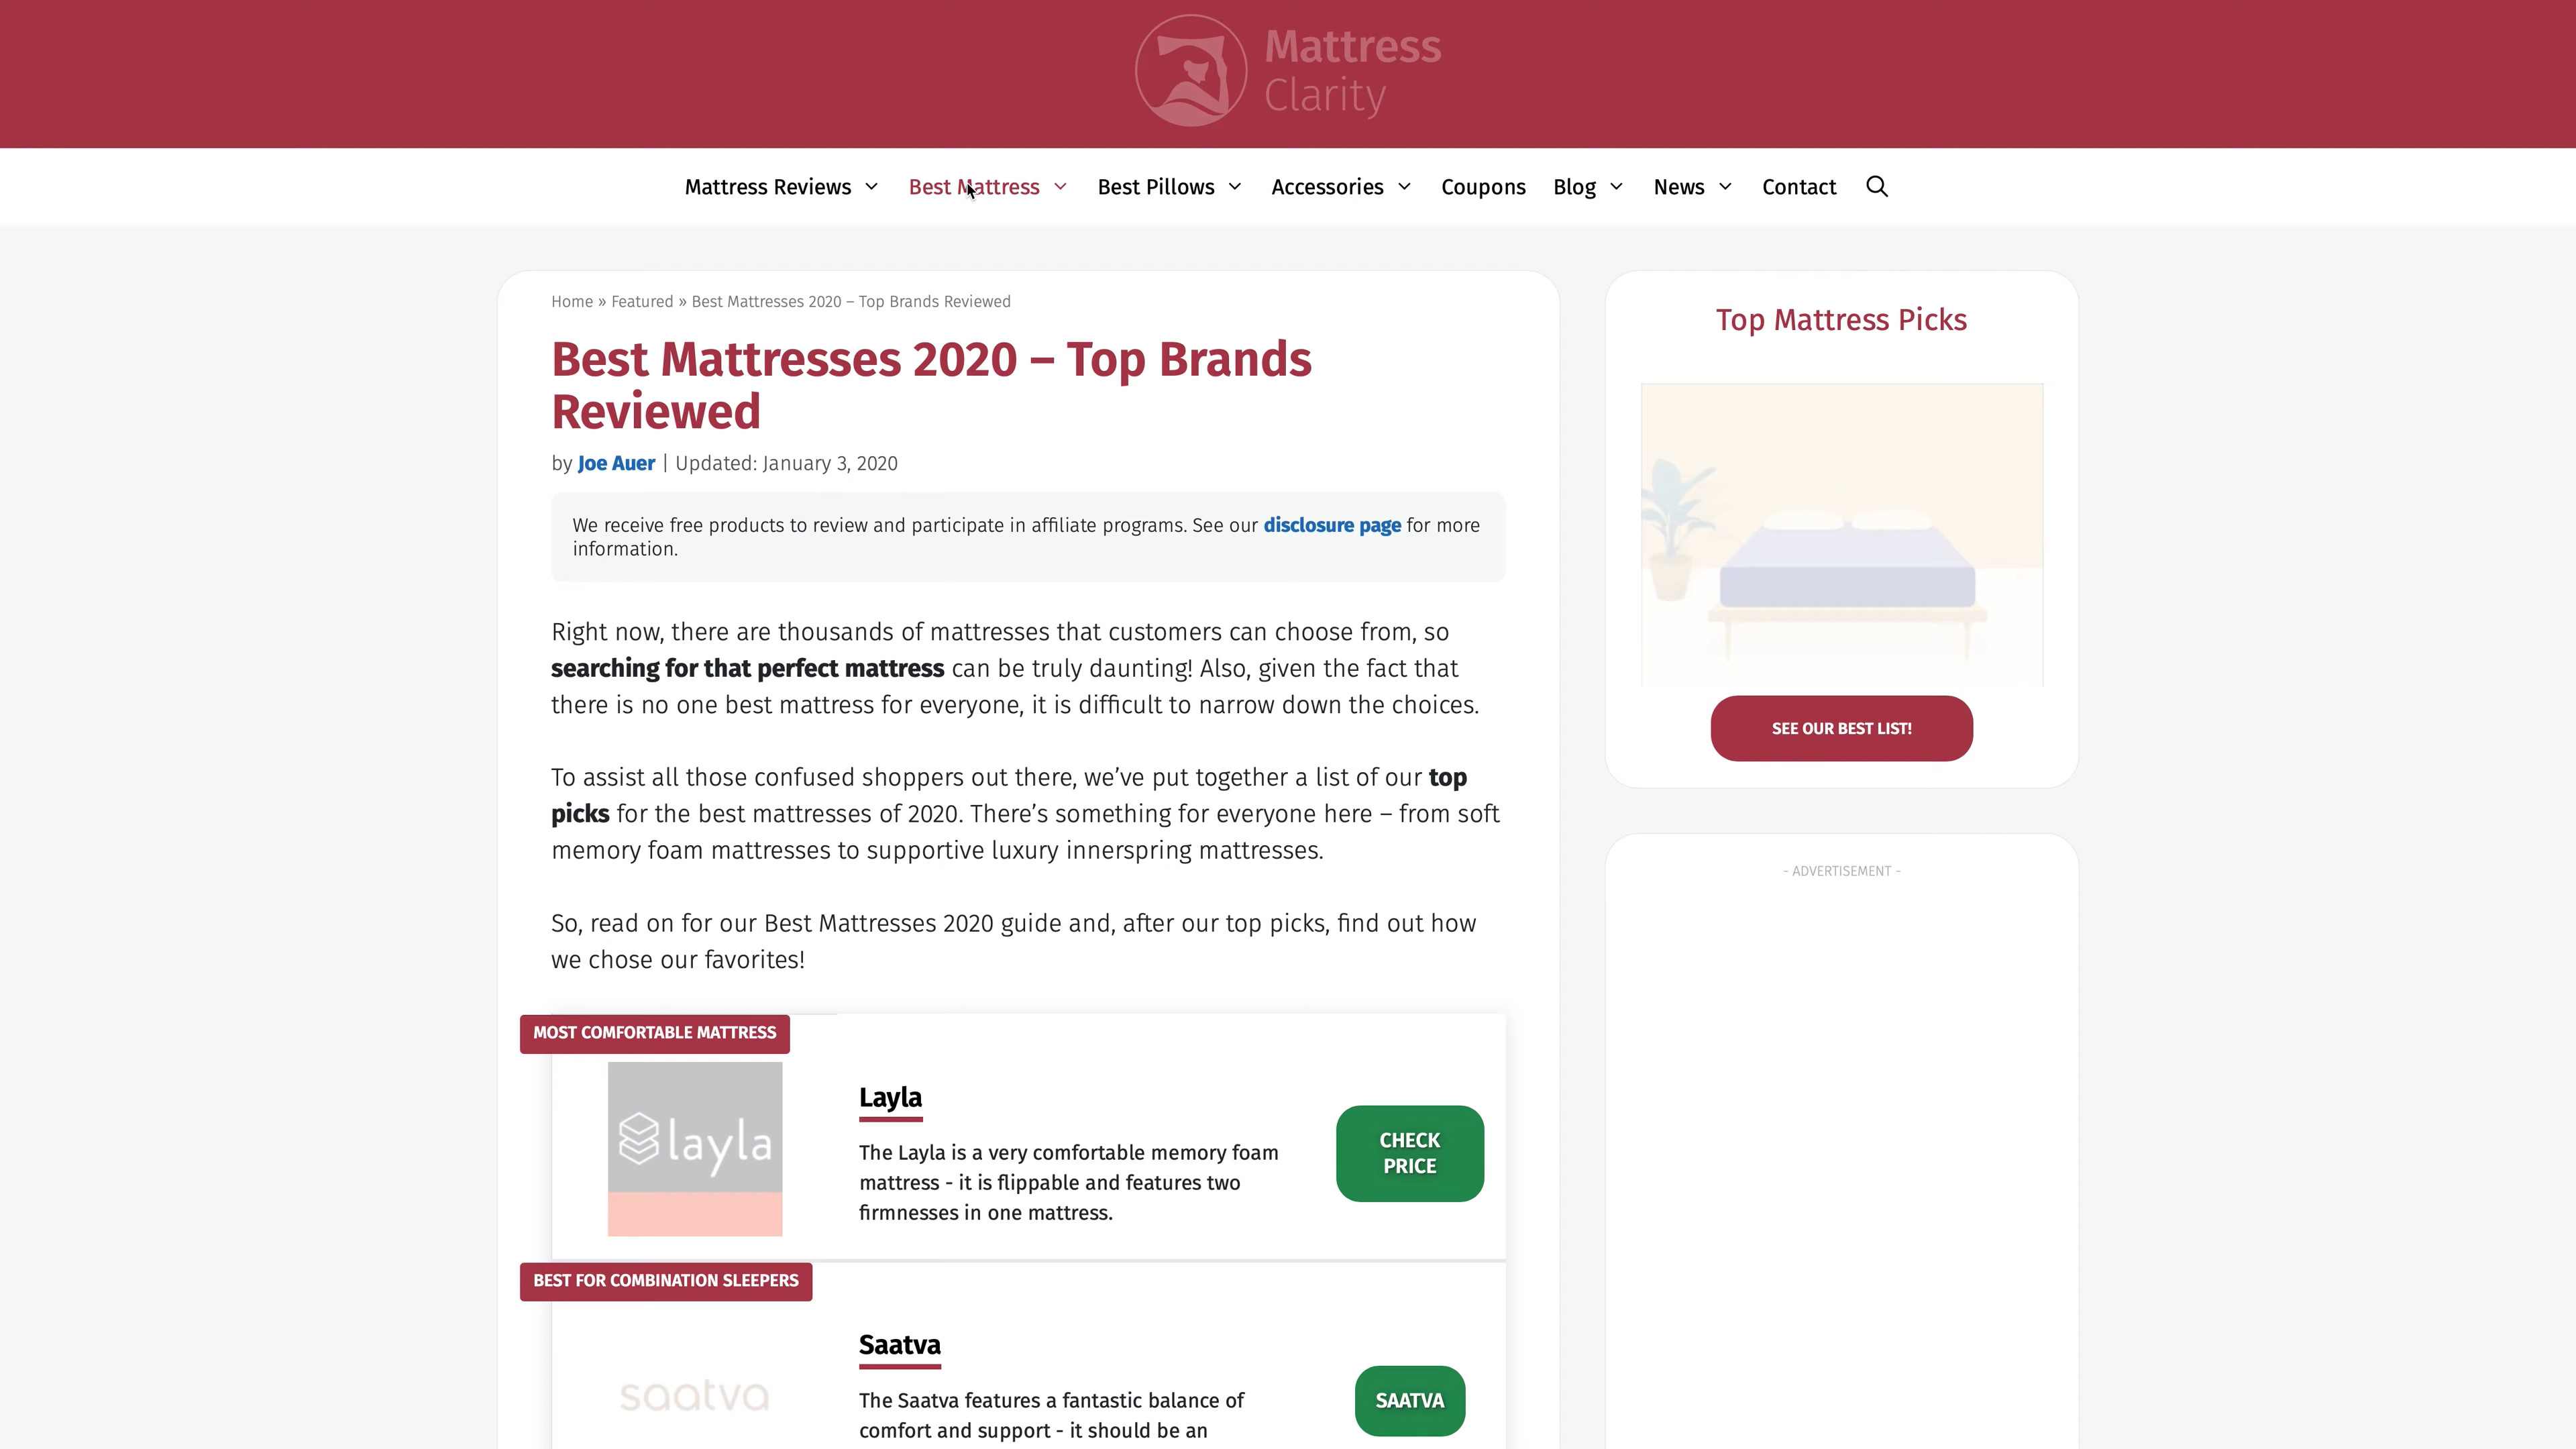 Mattress
Clarity
Mattress Reviews
Best Mattress
Best Pillows
Accessories
Coupons
Blog
News
Contact
Home » Featured » Best Mattresses 2020 – Top Brands Reviewed
Best Mattresses 2020 – Top Brands
Reviewed
by Joe Auer | Updated: January 3, 2020
We receive free products to review and participate in affiliate programs. See our disclosure page for more
information.
Right now, there are thousands of mattresses that customers can choose from, so
searching for that perfect mattress can be truly daunting! Also, given the fact that
there is no one best mattress for everyone, it is difficult to narrow down the choices.
To assist all those confused shoppers out there, we’ve put together a list of our top
picks for the best mattresses of 2020. There’s something for everyone here – from soft
memory foam mattresses to supportive luxury innerspring mattresses.
So, read on for our Best Mattresses 2020 guide and, after our top picks, find out how
we chose our favorites!
MOST COMFORTABLE MATTRESS
layla
Layla
The Layla is a very comfortable memory foam
mattress - it is flippable and features two
firmnesses in one mattress.
CHECK
PRICE
BEST FOR COMBINATION SLEEPERS
saatva
Saatva
The Saatva features a fantastic balance of
comfort and support - it should be an
SAATVA
Top Mattress Picks
SEE OUR BEST LIST!
- ADVERTISEMENT -